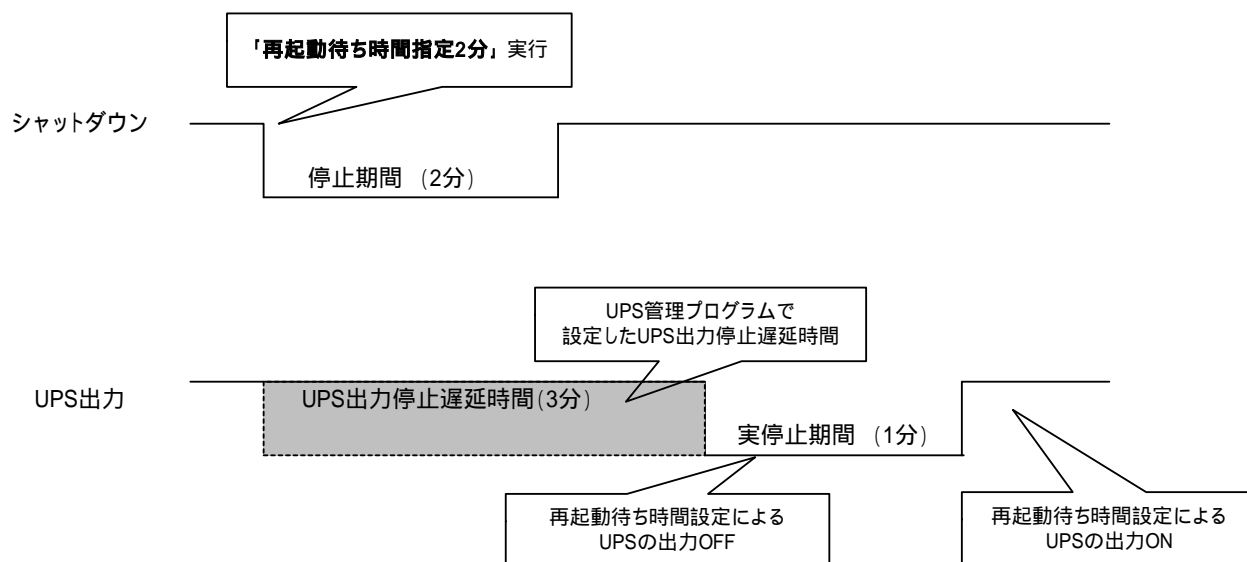 「再起動待ち時間指定2分」実行
シャットダウン
停止期間 (2分)
UPS管理プログラムで
設定したUPS出力停止遅延時間
UPS出力
UPS出力停止遅延時間(3分)
実停止期間 (1分)
再起動待ち時間設定による
UPSの出力OFF
再起動待ち時間設定による
UPSの出力ON